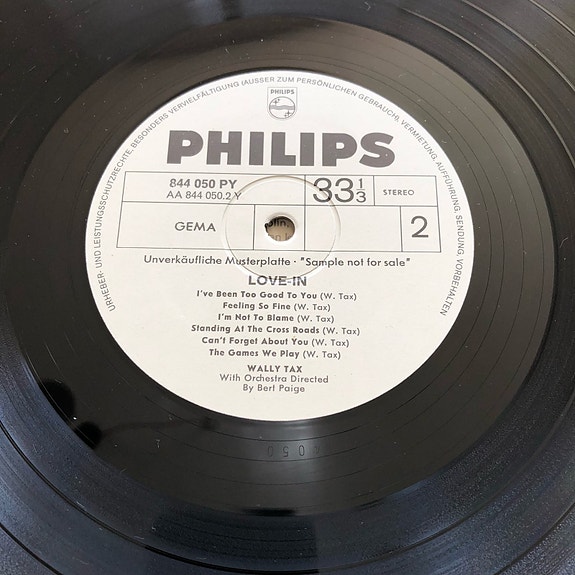 URHEBER- UND LEISTUNGSSCHUTZRECHTE, BESONDERS VERVIELFÄLTIGUNG (AUSSER ZUM PERSÖNLICHEN GEBRAUCH), VERMIETUNG, AUFFÜHRUNG, SENDUNG, VORBEHALTEN
PHILIPS
PHILIPS
844 050 PY
AA 844 050.2 Y
33 1/3
STEREO
GEMA
2
Unverkäufliche Musterplatte · "Sample not for sale"
LOVE-IN
I've Been Too Good To You (W. Tax)
Feeling So Fine (W. Tax)
I'm Not To Blame (W. Tax)
Standing At The Cross Roads (W. Tax)
Can't Forget About You (W. Tax)
The Games We Play (W. Tax)
WALLY TAX
With Orchestra Directed
By Bert Paige